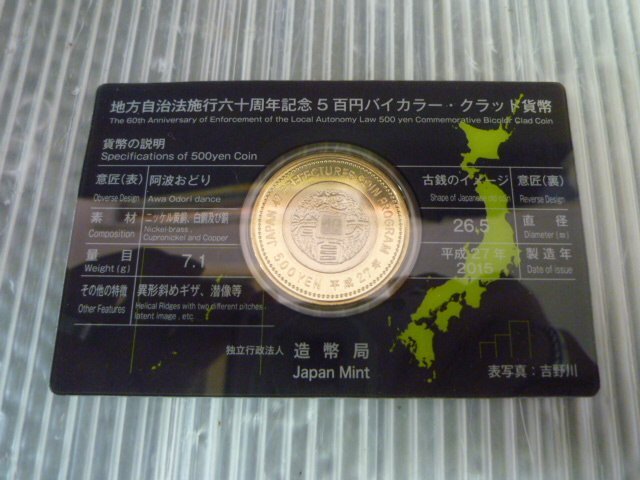 地方自治法施行六十周年記念5百円バイカラー・クラッド貨幣
The 60th Anniversary of Enforcement of the Local Autonomy Law 500 yen Commemorative Bicolor Clad Coin
貨幣の説明
Specifications of 500yen Coin
意匠(表) 阿波おどり
Obverse Design Awa Odori dance
素材 ニッケル黄銅、白銅及び銅
Composition Nickel-brass, Cupronickel and Copper
量目 7.1
Weight (g)
その他の特徴 異形斜めギザ、潜像等
Other Features Helical Ridges with two different pitches, latent image, etc.
JAPAN 47 PREFECTURES COIN PROGRAM
500 YEN 平成27年
古銭のイメージ 意匠(裏)
Shape of Japanese old coin Reverse Design
26.5 直径
Diameter (m)
平成27年 製造年
2015 Date of issue
独立行政法人 造幣局
Japan Mint
表写真:吉野川